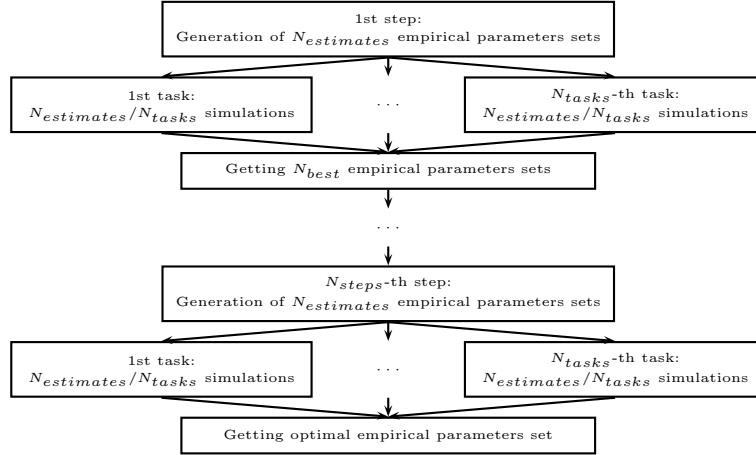 1st step:
Generation of N_estimates empirical parameters sets
1st task:
N_estimates/N_tasks simulations
...
N_tasks-th task:
N_estimates/N_tasks simulations
Getting N_best empirical parameters sets
...
N_steps-th step:
Generation of N_estimates empirical parameters sets
1st task:
N_estimates/N_tasks simulations
...
N_tasks-th task:
N_estimates/N_tasks simulations
Getting optimal empirical parameters set